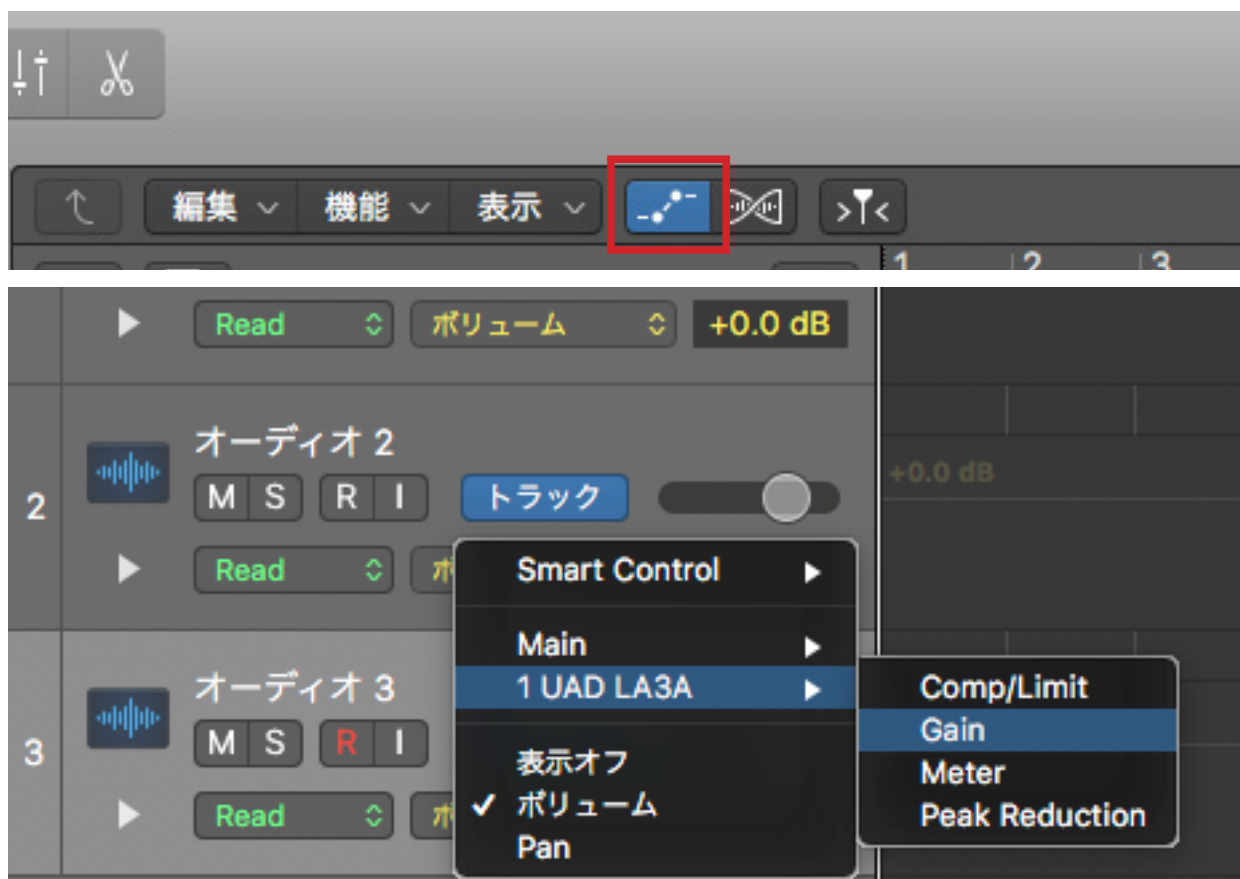 編集 機能 表示
1 2 3
Read ボリューム +0.0 dB
オーディオ 2
+0.0 dB
2 M S R I トラック
Read ボ
Smart Control
Main
1 UAD LA3A
表示オフ
✓ ボリューム
Pan
Comp/Limit
Gain
Meter
Peak Reduction
オーディオ 3
3 M S R I
Read ボ